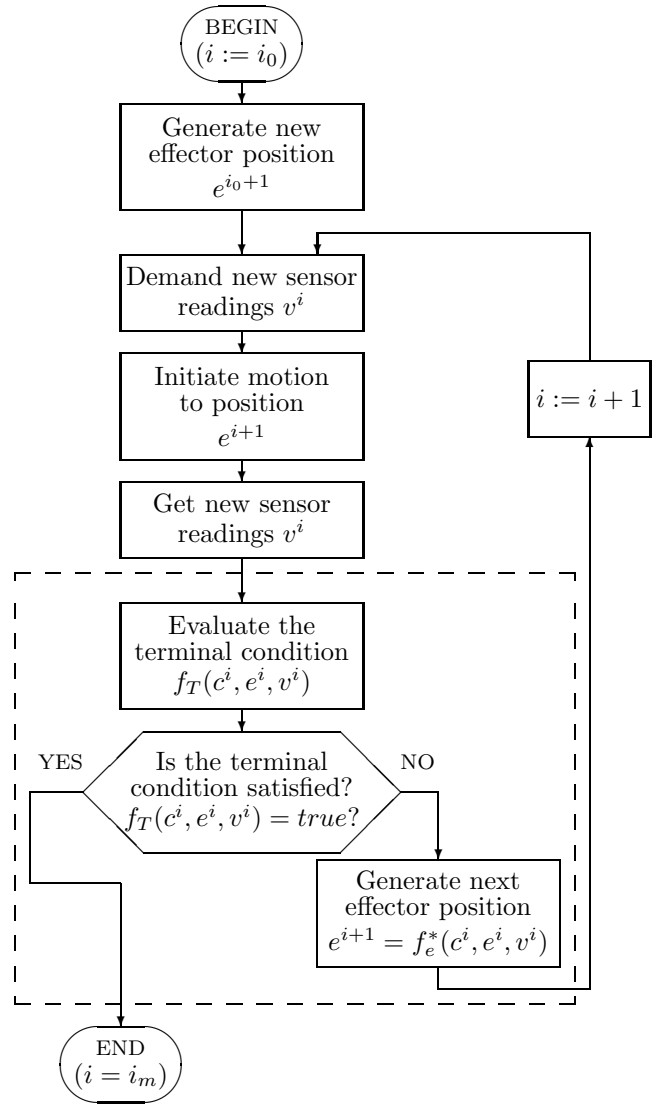 BEGIN
(i := i₀)
Generate new
effector position
e^{i₀+1}
Demand new sensor
readings v^i
Initiate motion
to position
e^{i+1}
i := i + 1
Get new sensor
readings v^i
Evaluate the
terminal condition
f_T(c^i, e^i, v^i)
YES
Is the terminal
condition satisfied?
f_T(c^i, e^i, v^i) = true?
NO
Generate next
effector position
e^{i+1} = f_e^*(c^i, e^i, v^i)
END
(i = i_m)